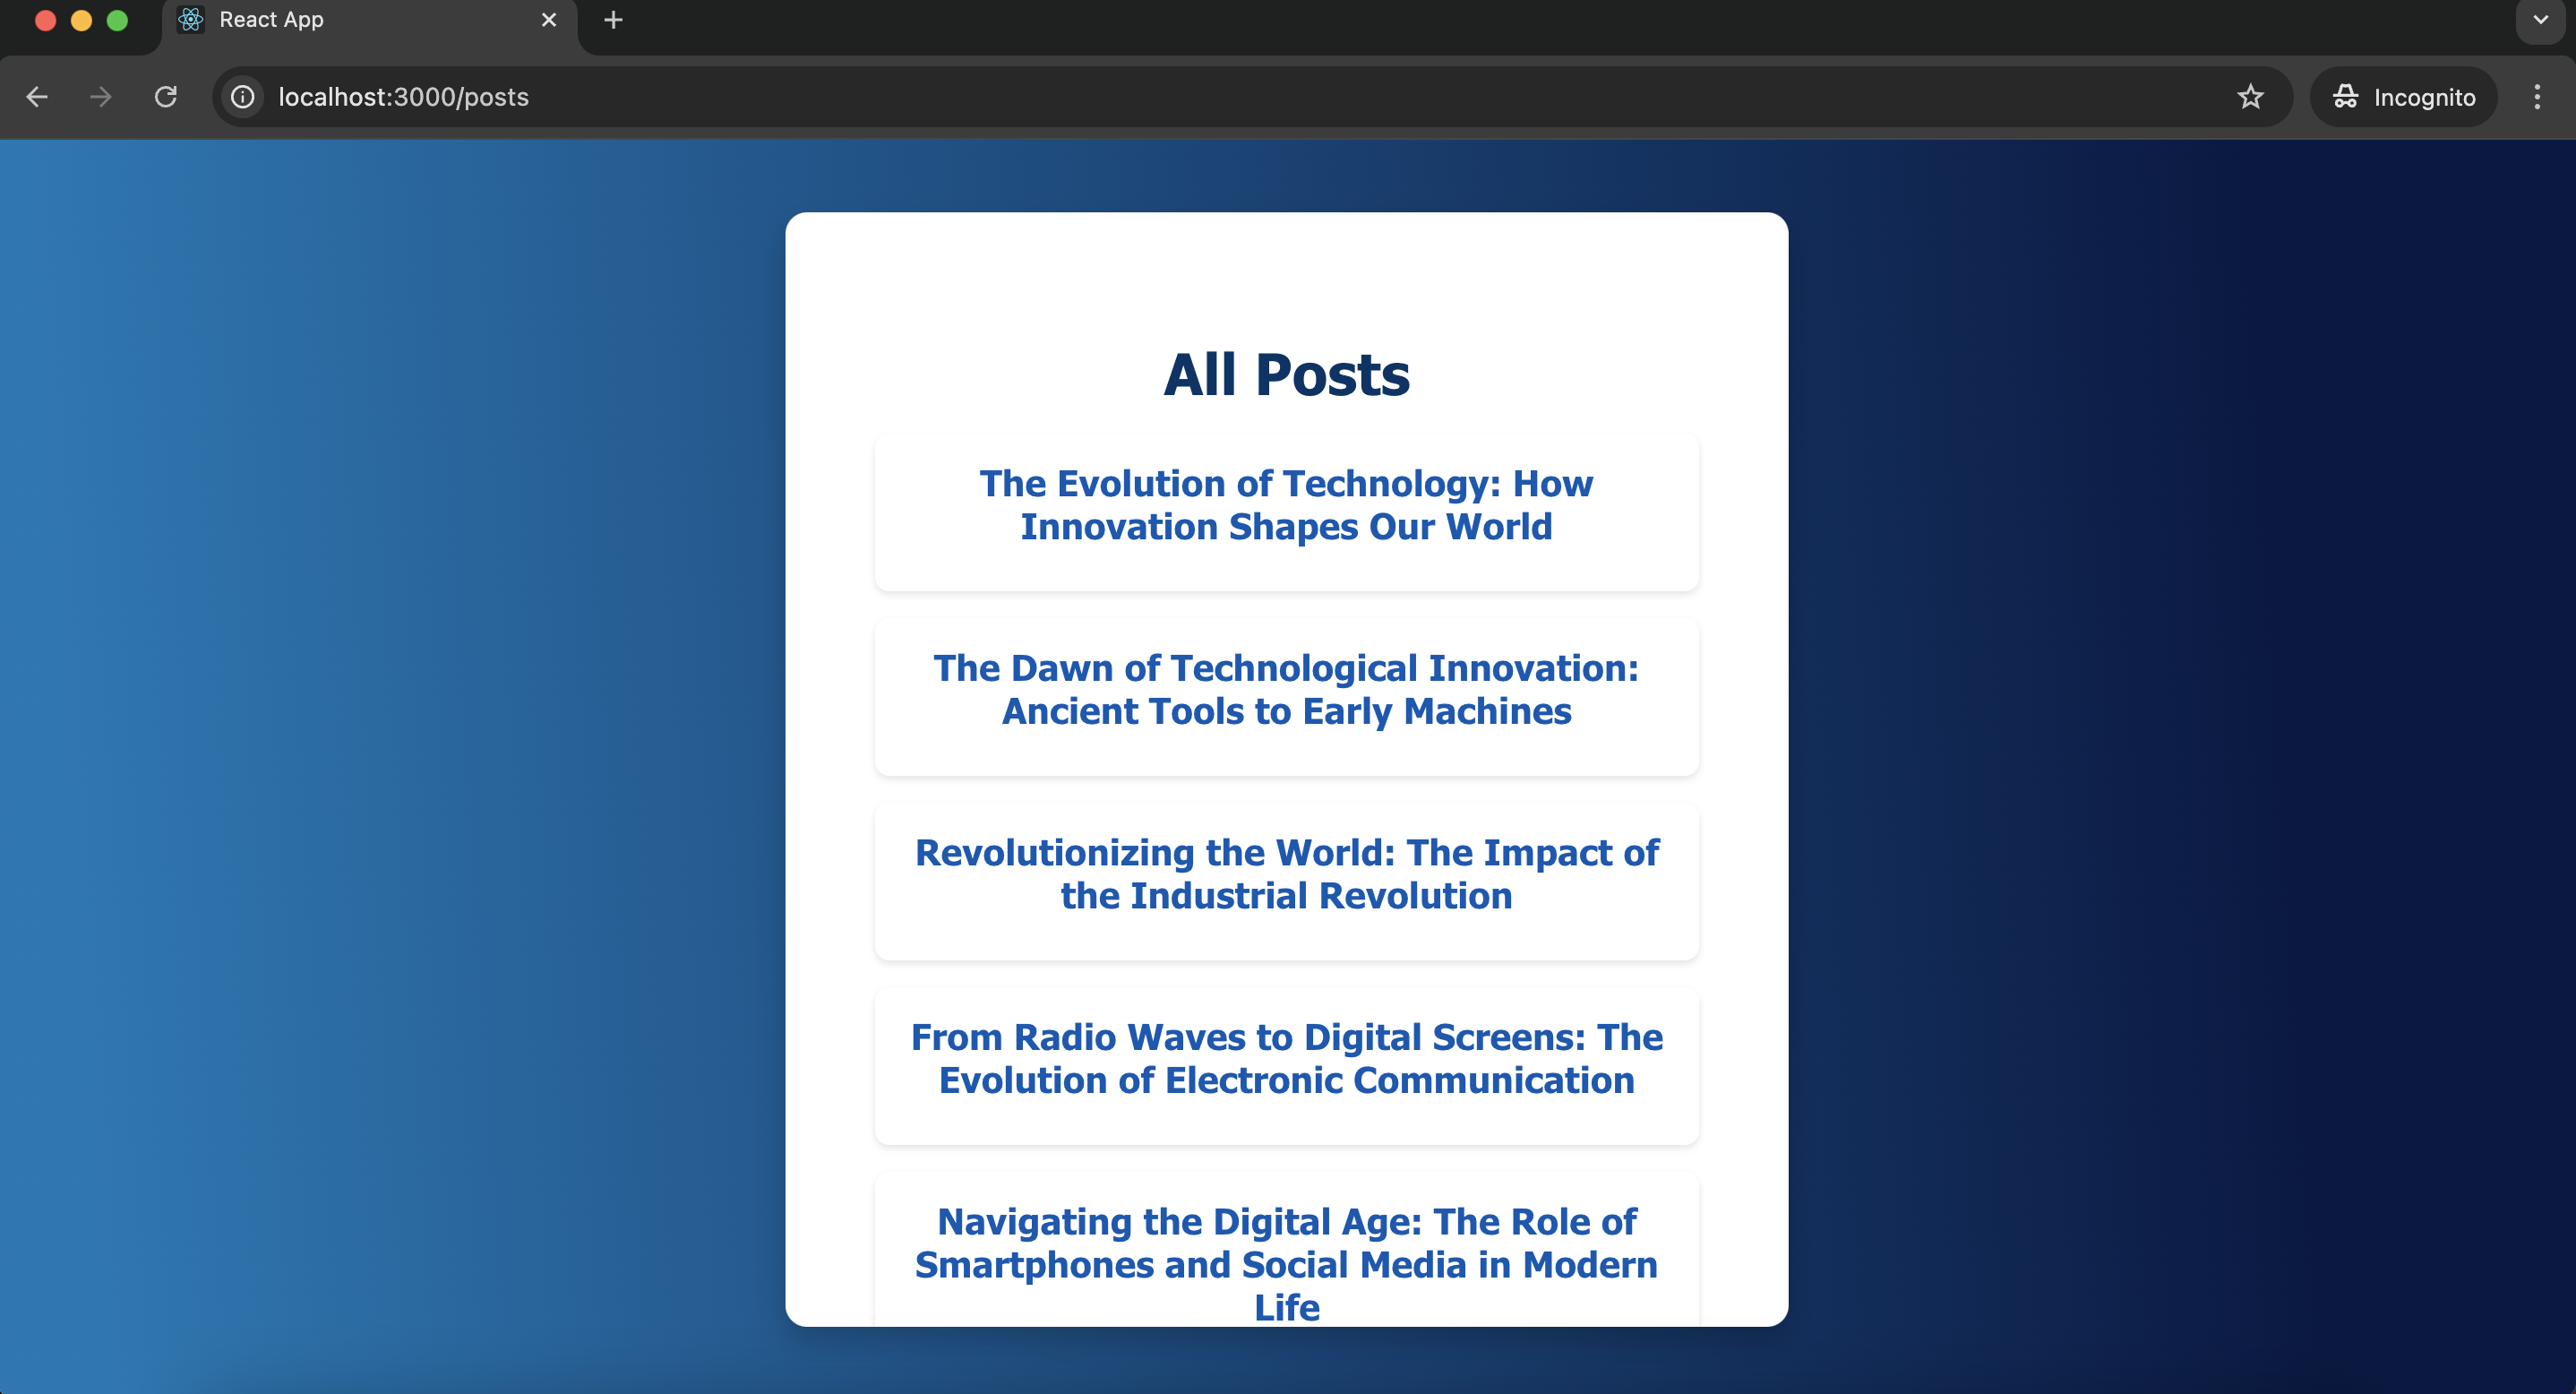 React App
localhost:3000/posts
Incognito
All Posts
The Evolution of Technology: How
Innovation Shapes Our World
The Dawn of Technological Innovation:
Ancient Tools to Early Machines
Revolutionizing the World: The Impact of
the Industrial Revolution
From Radio Waves to Digital Screens: The
Evolution of Electronic Communication
Navigating the Digital Age: The Role of
Smartphones and Social Media in Modern
Life